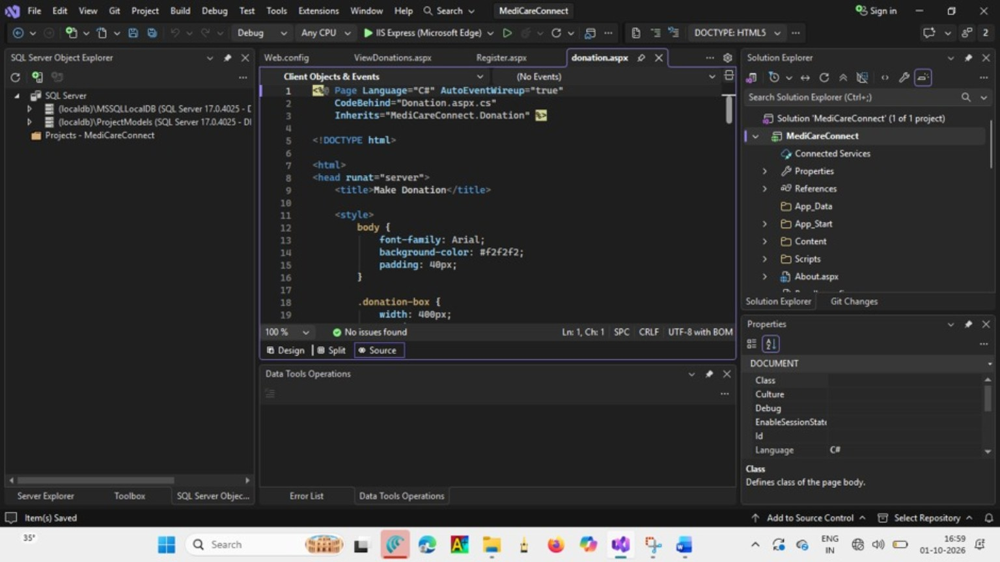 File Edit View Git Project Build Debug Test Tools Extensions Window Help Search MediCareConnect Sign in
Debug Any CPU IIS Express (Microsoft Edge) DOCTYPE: HTML5 2
SQL Server Object Explorer
SQL Server
(localdb)\MSSQLLocalDB (SQL Server 17.0.4025 - D
(localdb)\ProjectModels (SQL Server 17.0.4025 - DI
Projects - MediCareConnect
Server Explorer Toolbox SQL Server Objec...
Web.config ViewDonations.aspx Register.aspx donation.aspx
Client Objects & Events (No Events)
1 <%@ Page Language="C#" AutoEventWireup="true"
2 CodeBehind="Donation.aspx.cs"
3 Inherits="MediCareConnect.Donation" %>
4
5 <!DOCTYPE html>
6
7 <html>
8 <head runat="server">
9 <title>Make Donation</title>
10
11 <style>
12 body {
13 font-family: Arial;
14 background-color: #f2f2f2;
15 padding: 40px;
16 }
17
18 .donation-box {
19 width: 400px;
100 % No issues found Ln: 1, Ch: 1 SPC CRLF UTF-8 with BOM
Design Split Source
Data Tools Operations
Error List Data Tools Operations
Solution Explorer
Search Solution Explorer (Ctrl+;)
Solution 'MediCareConnect' (1 of 1 project)
MediCareConnect
Connected Services
Properties
References
App_Data
App_Start
Content
Scripts
About.aspx
Solution Explorer Git Changes
Properties
DOCUMENT
Class
Culture
Debug
EnableSessionState
Id
Language C#
Class
Defines class of the page body.
Item(s) Saved Add to Source Control Select Repository
35° Search ENG
IN
16:59
01-10-2026